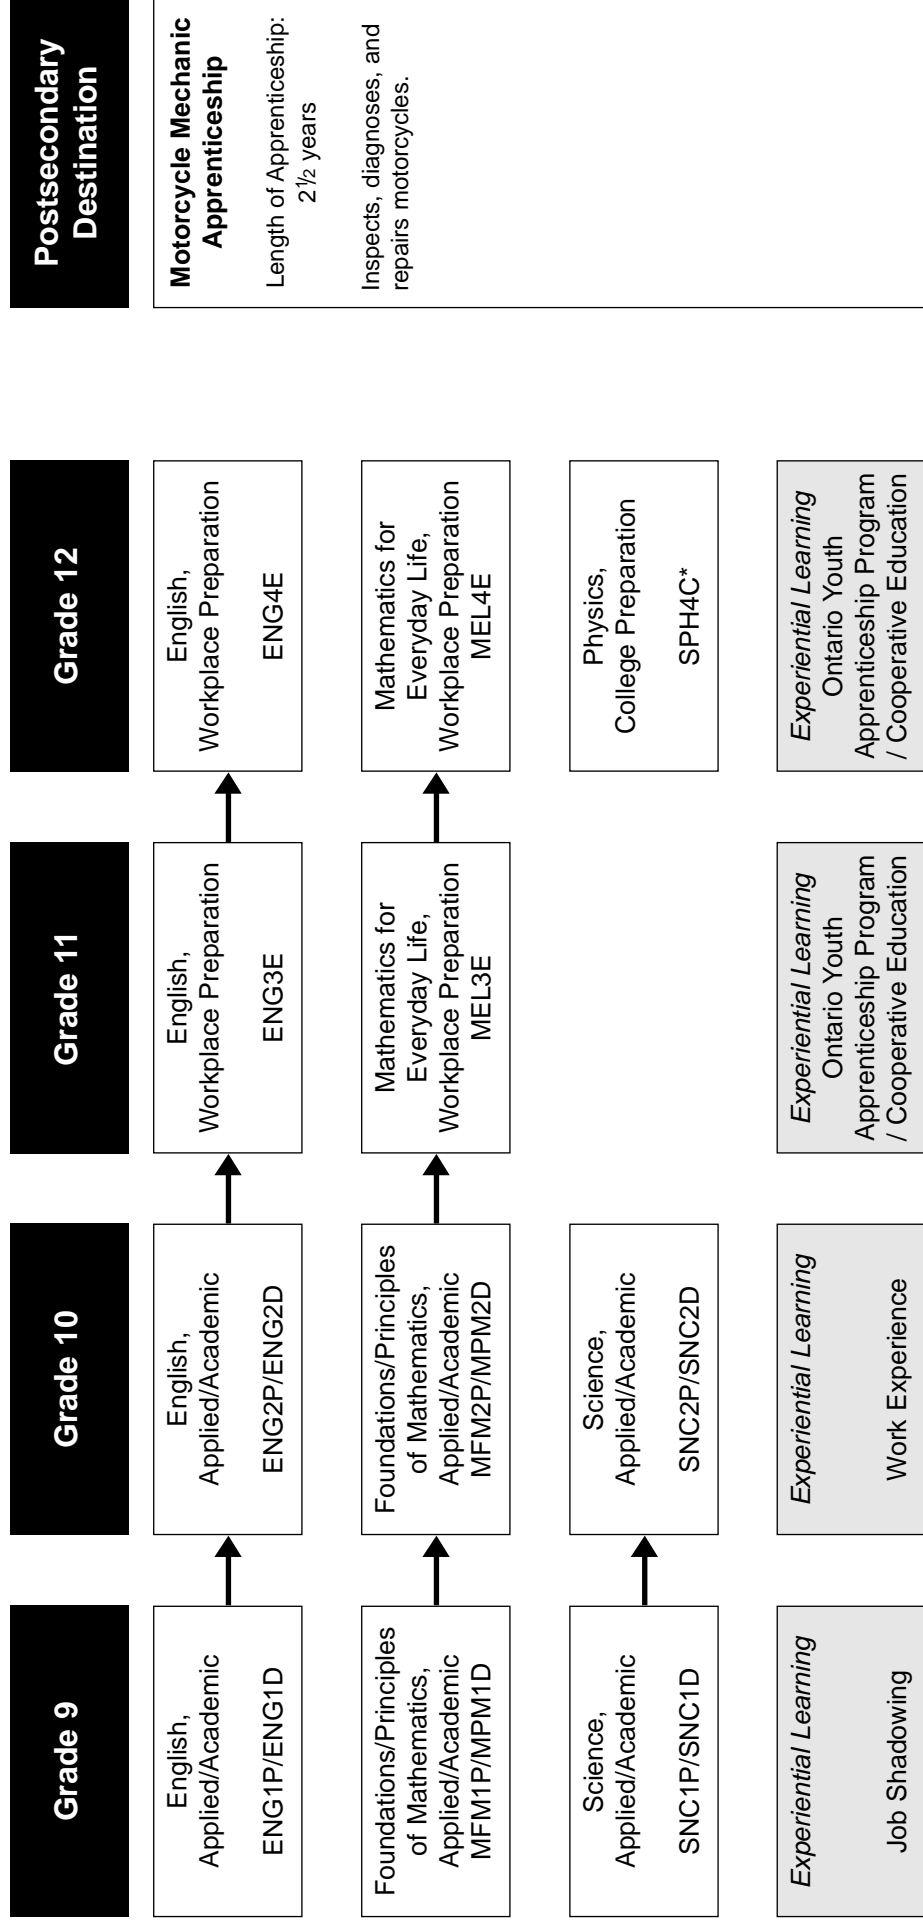 Grade 9
Grade 10
Grade 11
Grade 12
Postsecondary
Destination
English,
Applied/Academic
ENG1P/ENG1D
English,
Applied/Academic
ENG2P/ENG2D
English,
Workplace Preparation
ENG3E
English,
Workplace Preparation
ENG4E
Motorcycle Mechanic
Apprenticeship
Length of Apprenticeship:
2½ years
Inspects, diagnoses, and
repairs motorcycles.
Foundations/Principles
of Mathematics,
Applied/Academic
MFM1P/MPM1D
Foundations/Principles
of Mathematics,
Applied/Academic
MFM2P/MPM2D
Mathematics for
Everyday Life,
Workplace Preparation
MEL3E
Mathematics for
Everyday Life,
Workplace Preparation
MEL4E
Science,
Applied/Academic
SNC1P/SNC1D
Science,
Applied/Academic
SNC2P/SNC2D
Physics,
College Preparation
SPH4C*
Experiential Learning
Job Shadowing
Experiential Learning
Work Experience
Experiential Learning
Ontario Youth
Apprenticeship Program
/ Cooperative Education
Experiential Learning
Ontario Youth
Apprenticeship Program
/ Cooperative Education